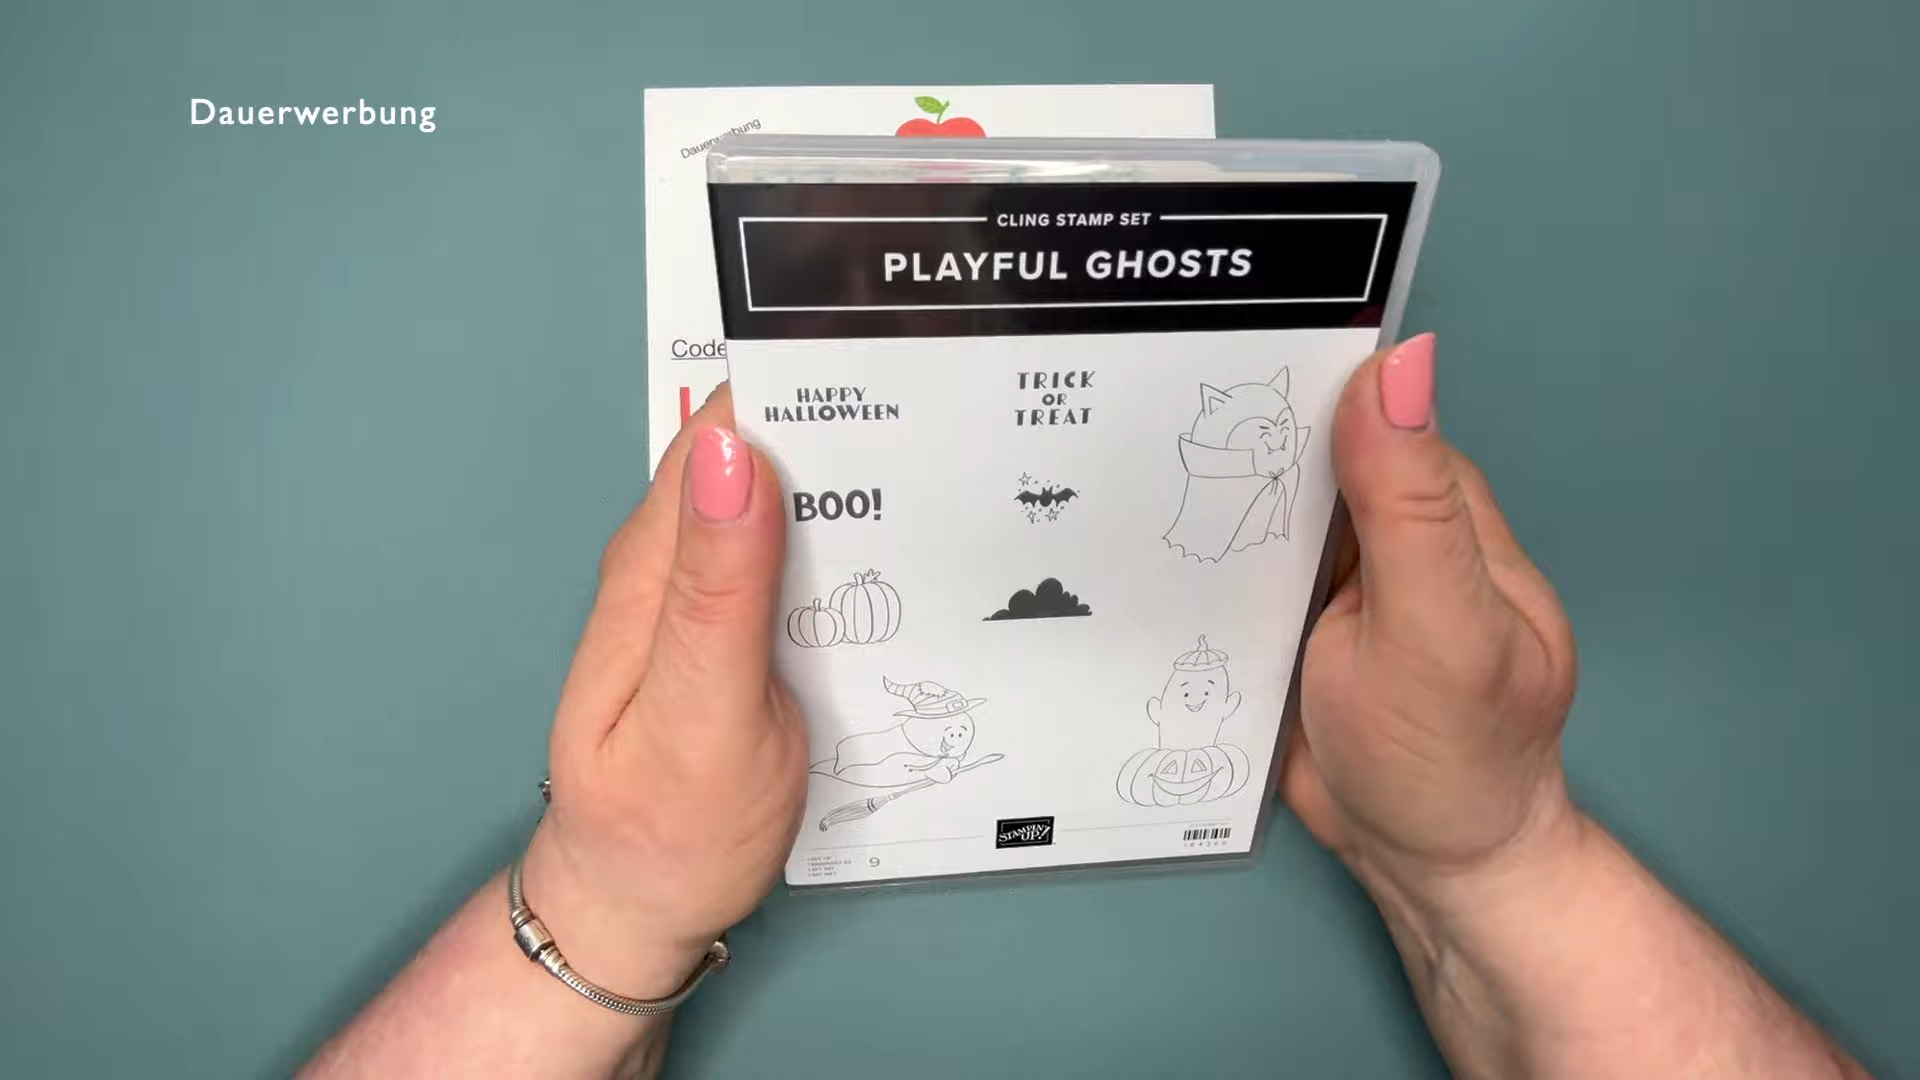 Dauerwerbung
Dauerwerbung
CLING STAMP SET
PLAYFUL GHOSTS
Code
HAPPY
HALLOWEEN
TRICK
OR
TREAT
BOO!
STAMPIN'
UP!
9